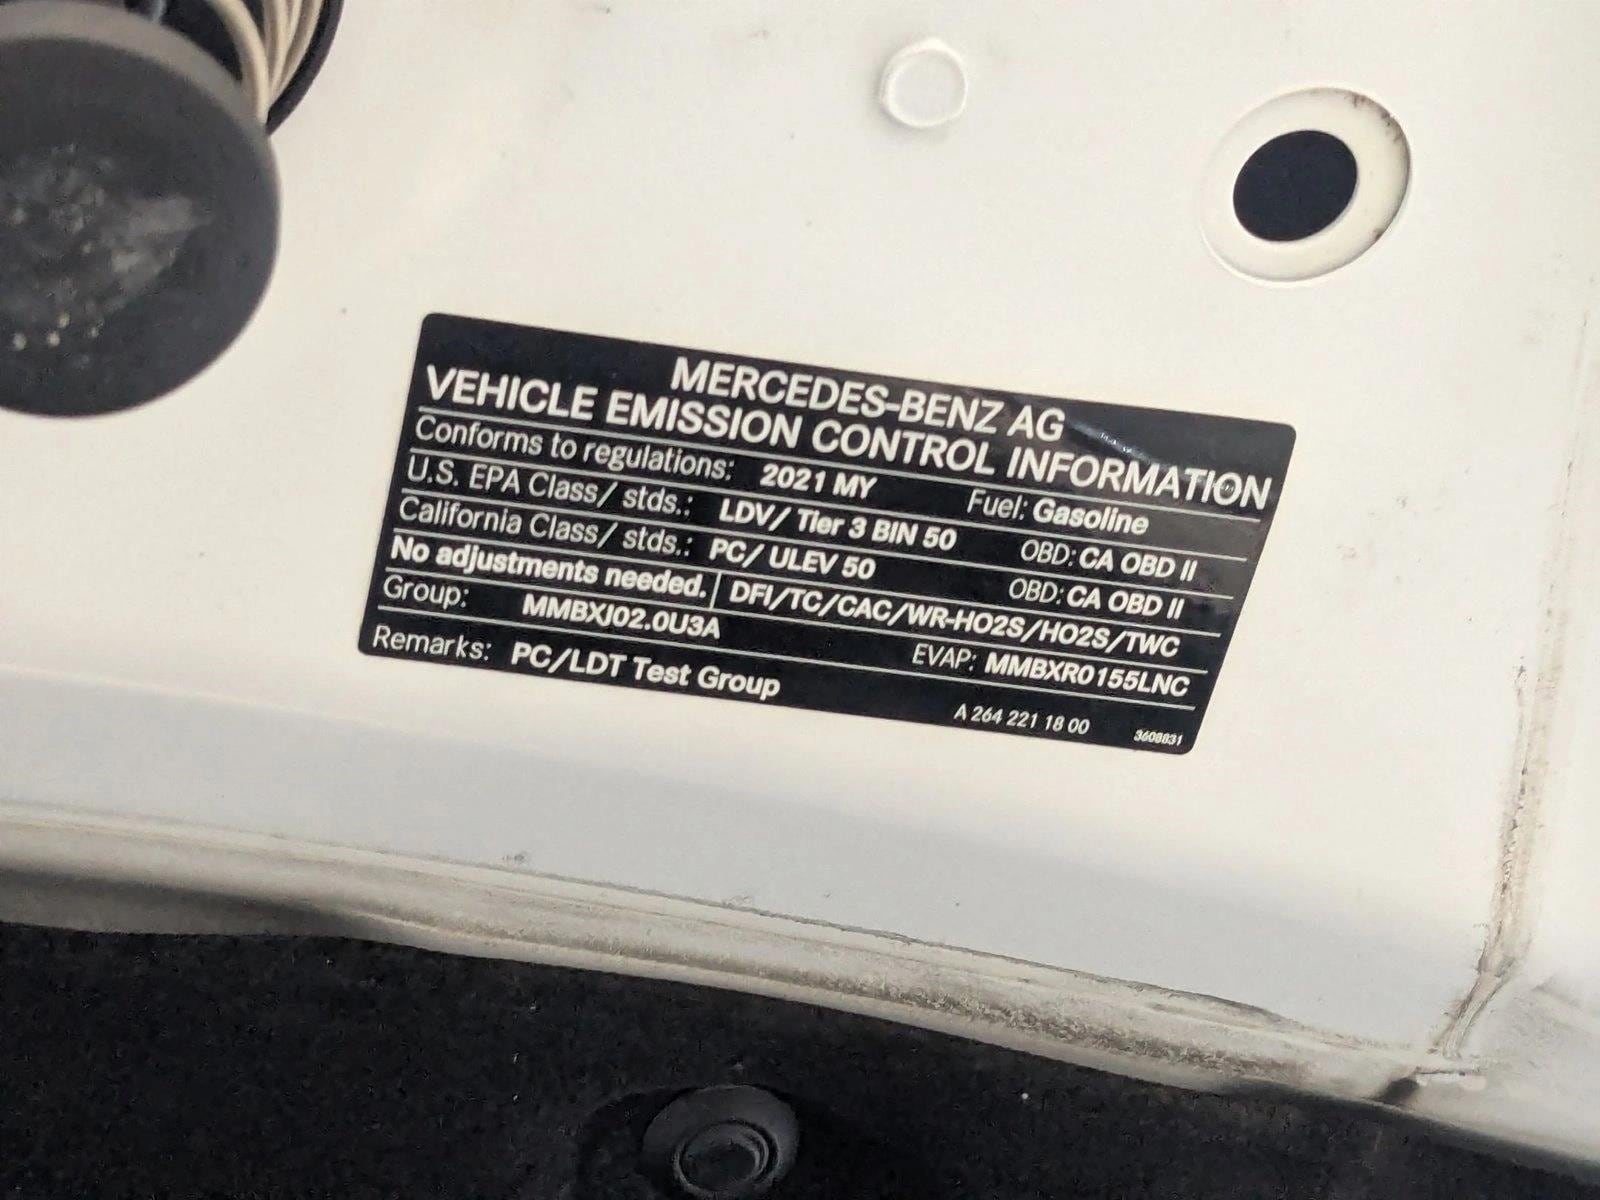 MERCEDES-BENZ AG
VEHICLE EMISSION CONTROL INFORMATION
Conforms to regulations: 2021 MY Fuel: Gasoline
U.S. EPA Class/ stds.: LDV/ Tier 3 BIN 50 OBD: CA OBD II
California Class/ stds.: PC/ ULEV 50 OBD: CA OBD II
No adjustments needed. DFI/TC/CAC/WR-HO2S/HO2S/TWC
Group: MMBXJ02.0U3A EVAP: MMBXR0155LNC
Remarks: PC/LDT Test Group
A 264 221 18 00 3608831